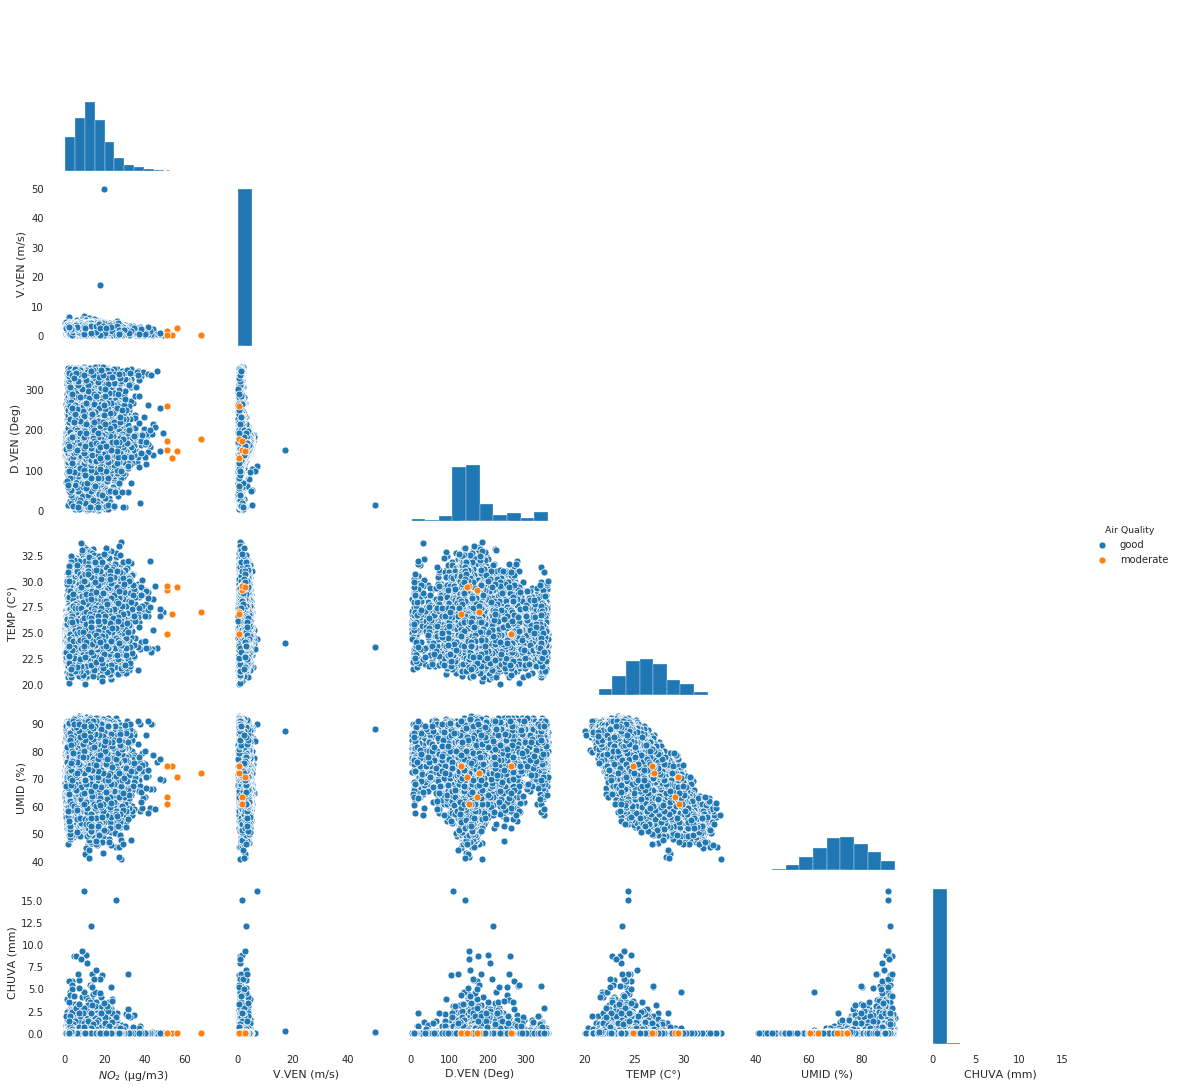 50
40
30
20
10
0
V.VEN (m/s)
300
200
100
0
D.VEN (Deg)
Air Quality
good
moderate
32.5
30.0
27.5
25.0
22.5
20.0
TEMP (C°)
90
80
70
60
50
40
UMID (%)
15.0
12.5
10.0
7.5
5.0
2.5
0.0
CHUVA (mm)
0 20 40 60 0 20 40 0 100 200 300 20 25 30 40 60 80 0 5 10 15
NO₂ (μg/m3) V.VEN (m/s) D.VEN (Deg) TEMP (C°) UMID (%) CHUVA (mm)